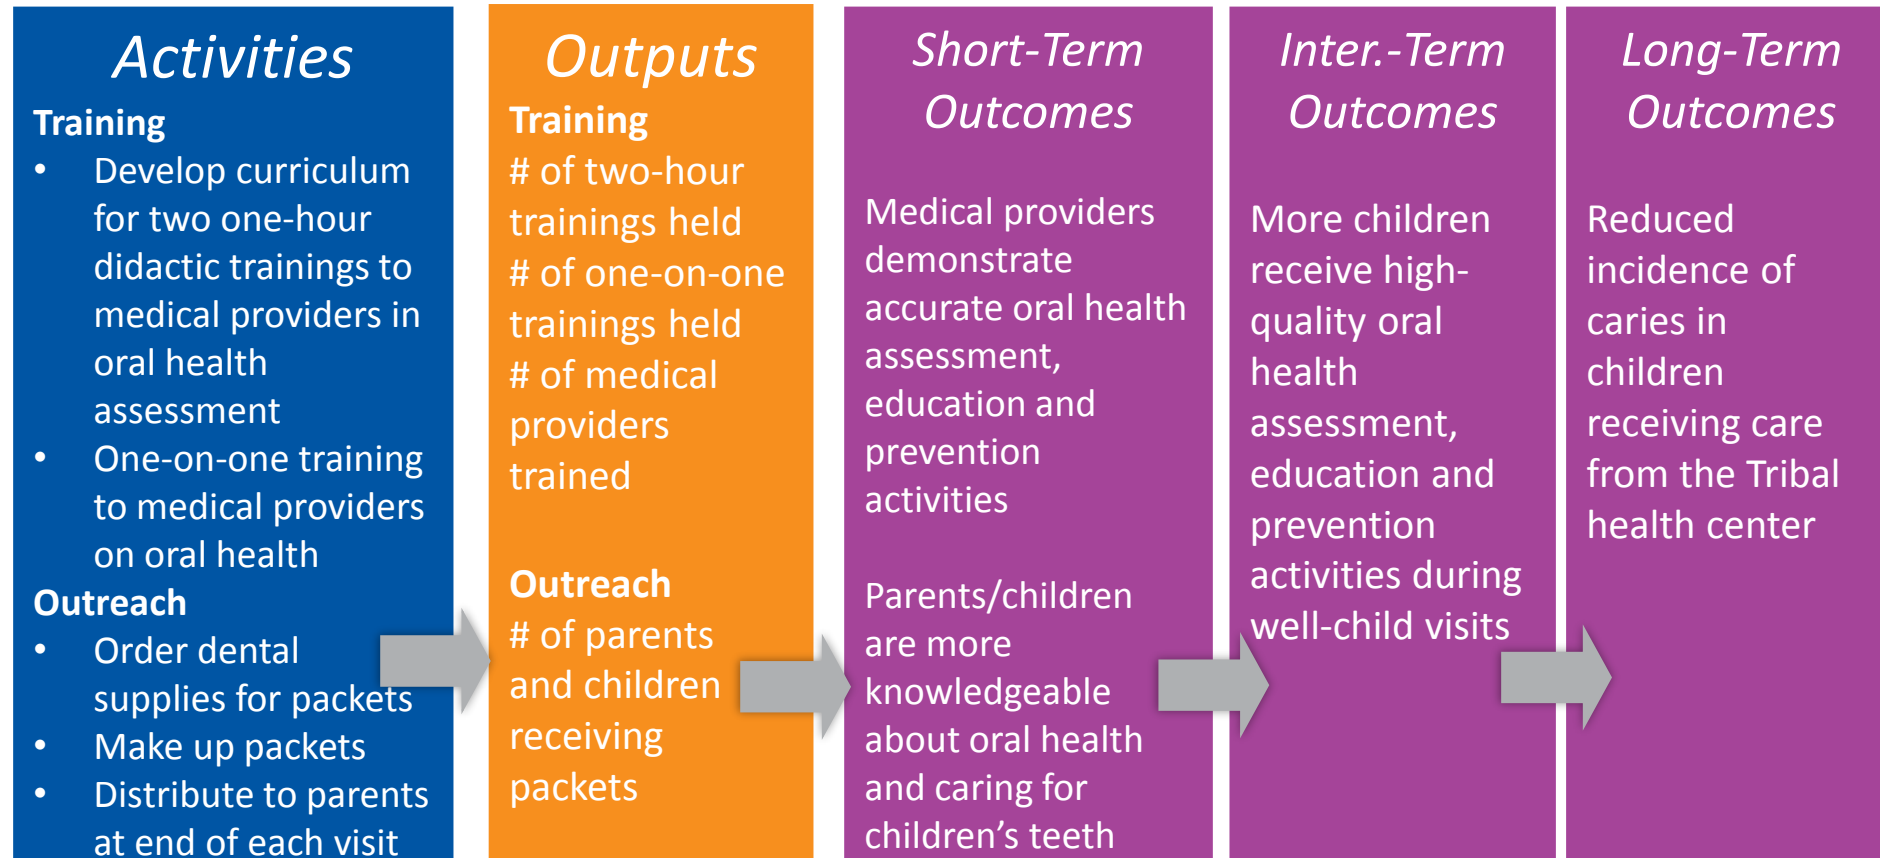 Activities
Training
• Develop curriculum
for two one-hour
didactic trainings to
medical providers in
oral health
assessment
• One-on-one training
to medical providers
on oral health
Outreach
• Order dental
supplies for packets
• Make up packets
• Distribute to parents
at end of each visit
Outputs
Training
# of two-hour
trainings held
# of one-on-one
trainings held
# of medical
providers
trained
Outreach
# of parents
and children
receiving
packets
Short-Term
Outcomes
Medical providers
demonstrate
accurate oral health
assessment,
education and
prevention
activities
Parents/children
are more
knowledgeable
about oral health
and caring for
children’s teeth
Inter.-Term
Outcomes
More children
receive high-
quality oral
health
assessment,
education and
prevention
activities during
well-child visits
Long-Term
Outcomes
Reduced
incidence of
caries in
children
receiving care
from the Tribal
health center